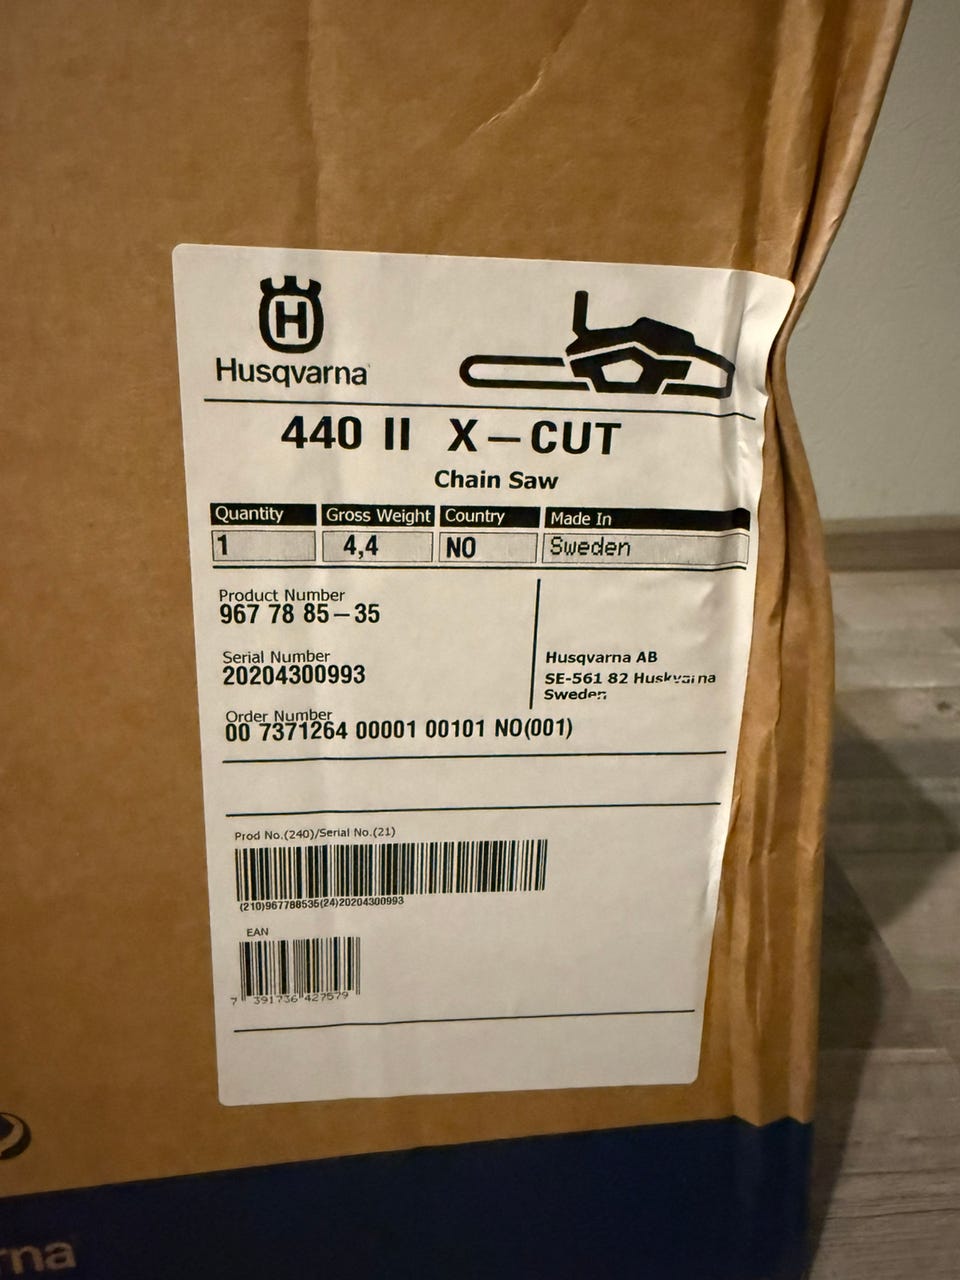 H
Husqvarna
440 II X-CUT
Chain Saw
Quantity Gross Weight Country Made In
1 4,4 NO Sweden
Product Number
967 78 85-35
Serial Number
20204300993
Husqvarna AB
SE-561 82 Huskvarna
Sweden
Order Number
00 7371264 00001 00101 NO(001)
Prod No.(240)/Serial No.(21)
(210)967788535(24)20204300993
EAN
7 391736 427579
rna